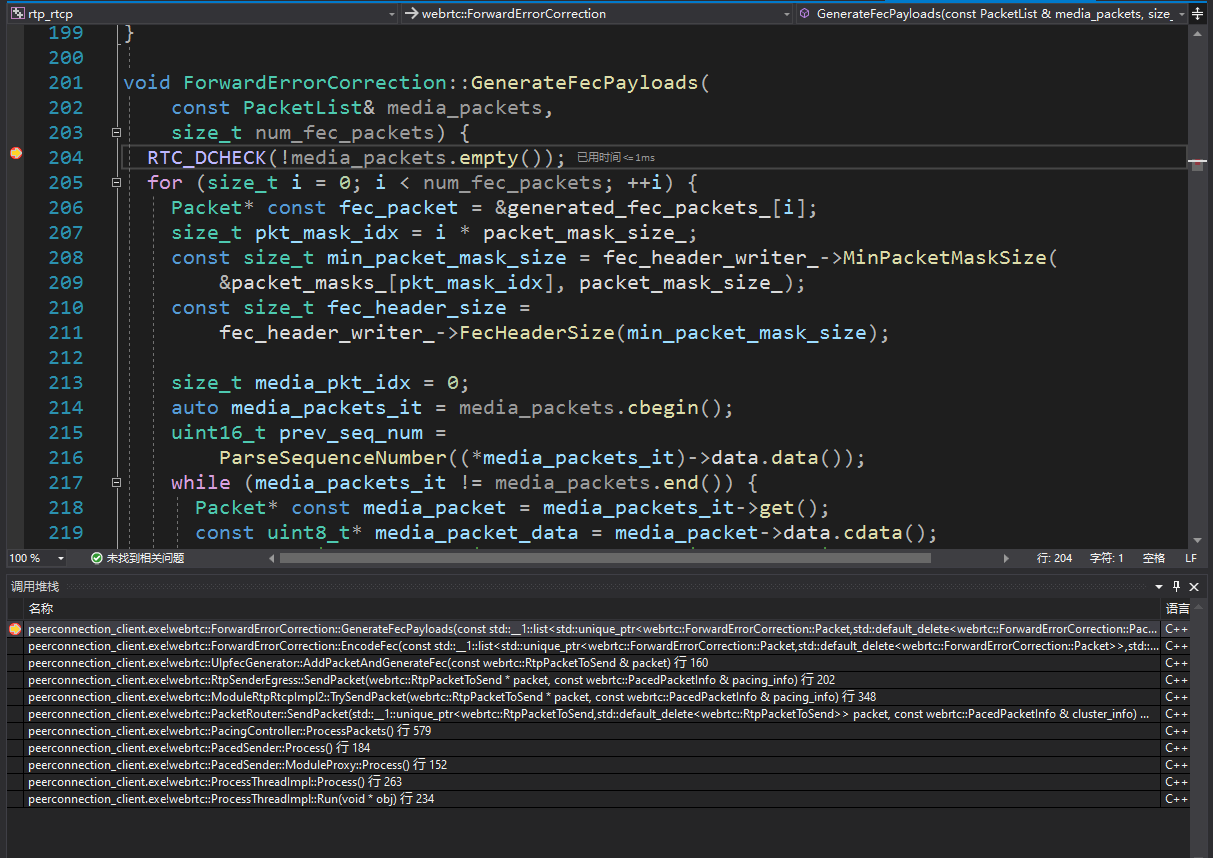 rtp_rtcp webrtc::ForwardErrorCorrection GenerateFecPayloads(const PacketList & media_packets, size_
199 }
200
201 void ForwardErrorCorrection::GenerateFecPayloads(
202 const PacketList& media_packets,
203 size_t num_fec_packets) {
204 RTC_DCHECK(!media_packets.empty()); 已用时间 <= 1ms
205 for (size_t i = 0; i < num_fec_packets; ++i) {
206 Packet* const fec_packet = &generated_fec_packets_[i];
207 size_t pkt_mask_idx = i * packet_mask_size_;
208 const size_t min_packet_mask_size = fec_header_writer_->MinPacketMaskSize(
209 &packet_masks_[pkt_mask_idx], packet_mask_size_);
210 const size_t fec_header_size =
211 fec_header_writer_->FecHeaderSize(min_packet_mask_size);
212
213 size_t media_pkt_idx = 0;
214 auto media_packets_it = media_packets.cbegin();
215 uint16_t prev_seq_num =
216 ParseSequenceNumber((*media_packets_it)->data.data());
217 while (media_packets_it != media_packets.end()) {
218 Packet* const media_packet = media_packets_it->get();
219 const uint8_t* media_packet_data = media_packet->data.cdata();
100 % 未找到相关问题 行: 204 字符: 1 空格 LF
调用堆栈
名称 语言
peerconnection_client.exe!webrtc::ForwardErrorCorrection::GenerateFecPayloads(const std::__1::list<std::unique_ptr<webrtc::ForwardErrorCorrection::Packet,std::default_delete<webrtc::ForwardErrorCorrection::Pac... C++
peerconnection_client.exe!webrtc::ForwardErrorCorrection::EncodeFec(const std::__1::list<std::unique_ptr<webrtc::ForwardErrorCorrection::Packet,std::default_delete<webrtc::ForwardErrorCorrection::Packet>>,std::... C++
peerconnection_client.exe!webrtc::UlpfecGenerator::AddPacketAndGenerateFec(const webrtc::RtpPacketToSend & packet) 行 160 C++
peerconnection_client.exe!webrtc::RtpSenderEgress::SendPacket(webrtc::RtpPacketToSend * packet, const webrtc::PacedPacketInfo & pacing_info) 行 202 C++
peerconnection_client.exe!webrtc::ModuleRtpRtcpImpl2::TrySendPacket(webrtc::RtpPacketToSend * packet, const webrtc::PacedPacketInfo & pacing_info) 行 348 C++
peerconnection_client.exe!webrtc::PacketRouter::SendPacket(std::__1::unique_ptr<webrtc::RtpPacketToSend,std::default_delete<webrtc::RtpPacketToSend>> packet, const webrtc::PacedPacketInfo & cluster_info) ... C++
peerconnection_client.exe!webrtc::PacingController::ProcessPackets() 行 579 C++
peerconnection_client.exe!webrtc::PacedSender::Process() 行 184 C++
peerconnection_client.exe!webrtc::PacedSender::ModuleProxy::Process() 行 152 C++
peerconnection_client.exe!webrtc::ProcessThreadImpl::Process() 行 263 C++
peerconnection_client.exe!webrtc::ProcessThreadImpl::Run(void * obj) 行 234 C++